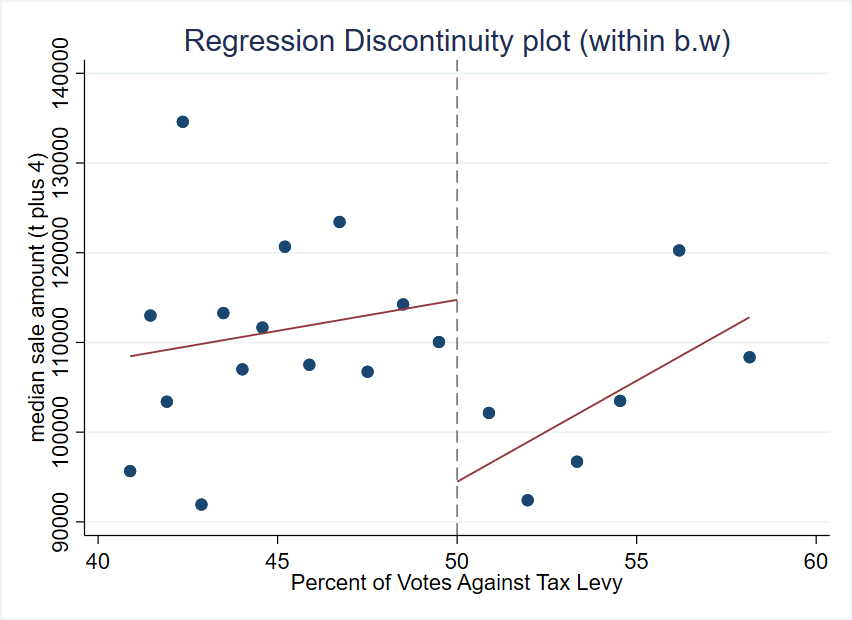 Regression Discontinuity plot (within b.w)
median sale amount (t plus 4)
140000
130000
120000
110000
100000
90000
40 45 50 55 60
Percent of Votes Against Tax Levy